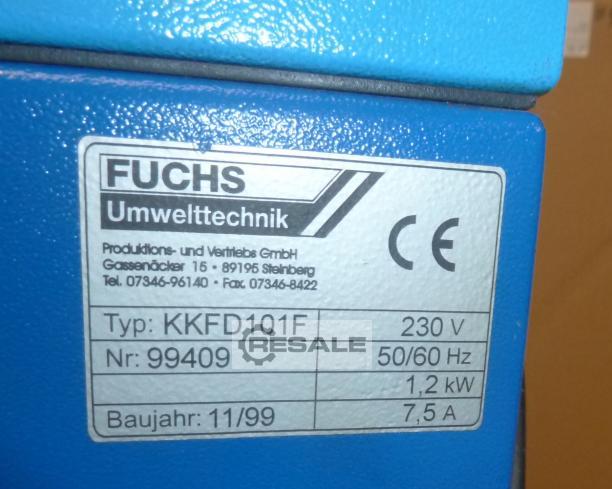 FUCHS
Umwelttechnik
CE
Produktions- und Vertriebs GmbH
Gassenäcker 15 • 89195 Steinberg
Tel. 07346-96140 • Fax. 07346-8422
Typ: KKFD101F 230 V
RESALE
Nr: 99409 50/60 Hz
1,2 kW
Baujahr: 11/99 7,5 A